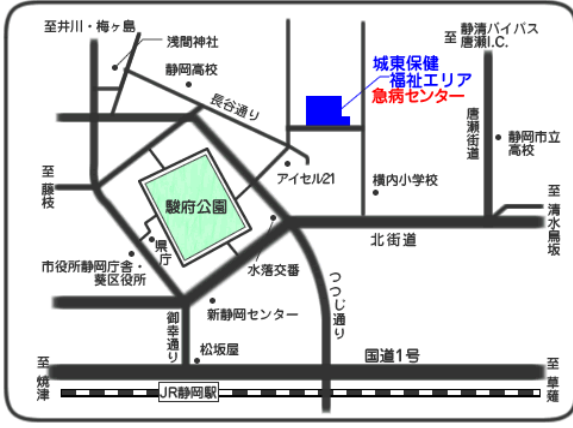 至井川・梅ヶ島
浅間神社
静岡高校
長谷通り
城東保健
福祉エリア
急病センター
至
静清バイパス
唐瀬I.C.
唐瀬街道
静岡市立
高校
アイセル21
横内小学校
至藤枝
駿府公園
至清水鳥坂
北街道
県庁
市役所静岡庁舎・
葵区役所
水落交番
つつじ通り
新静岡センター
御幸通り
松坂屋
国道1号
至焼津
JR静岡駅
至草薙